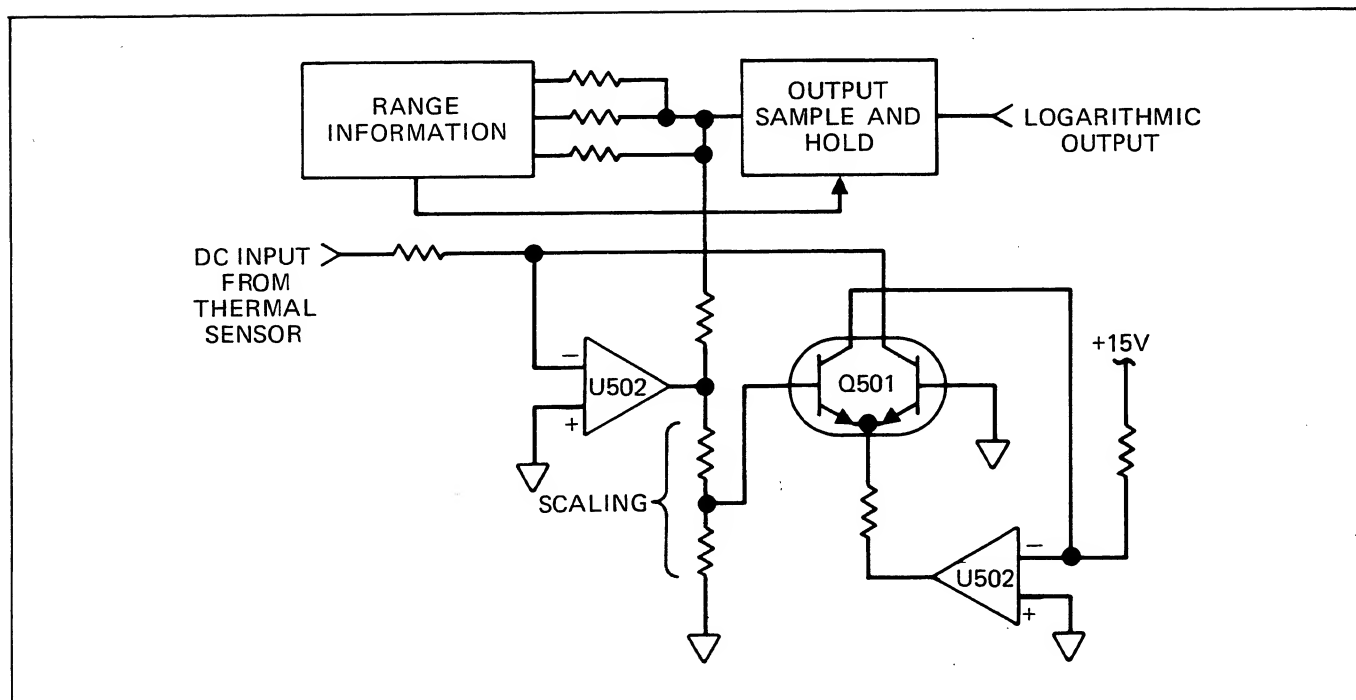 RANGE
INFORMATION
OUTPUT
SAMPLE AND
HOLD
LOGARITHMIC
OUTPUT
DC INPUT
FROM
THERMAL
SENSOR
+15V
−
U502
+
Q501
SCALING
−
U502
+